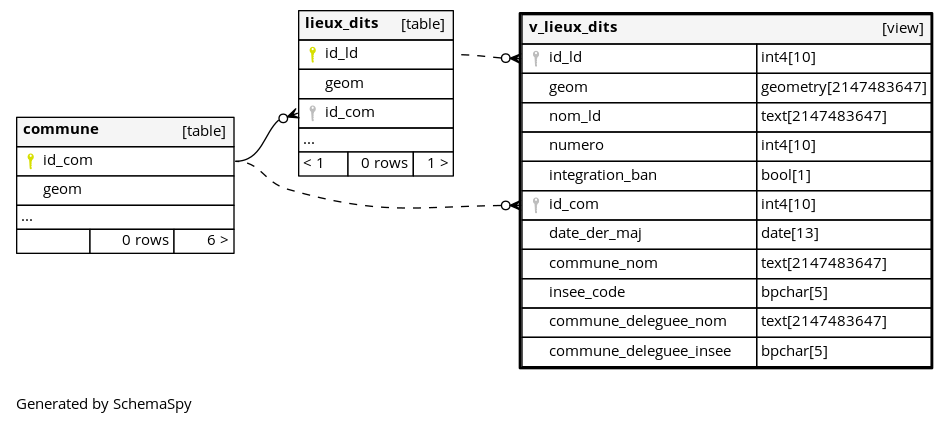 commune [table]
id_com
geom
...
0 rows 6 >
lieux_dits [table]
id_ld
geom
id_com
...
< 1 0 rows 1 >
v_lieux_dits [view]
id_ld int4[10]
geom geometry[2147483647]
nom_ld text[2147483647]
numero int4[10]
integration_ban bool[1]
id_com int4[10]
date_der_maj date[13]
commune_nom text[2147483647]
insee_code bpchar[5]
commune_deleguee_nom text[2147483647]
commune_deleguee_insee bpchar[5]
Generated by SchemaSpy